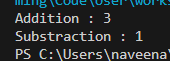 ming\Code\User\works
Addition : 3
Substraction : 1
PS C:\Users\naveena\